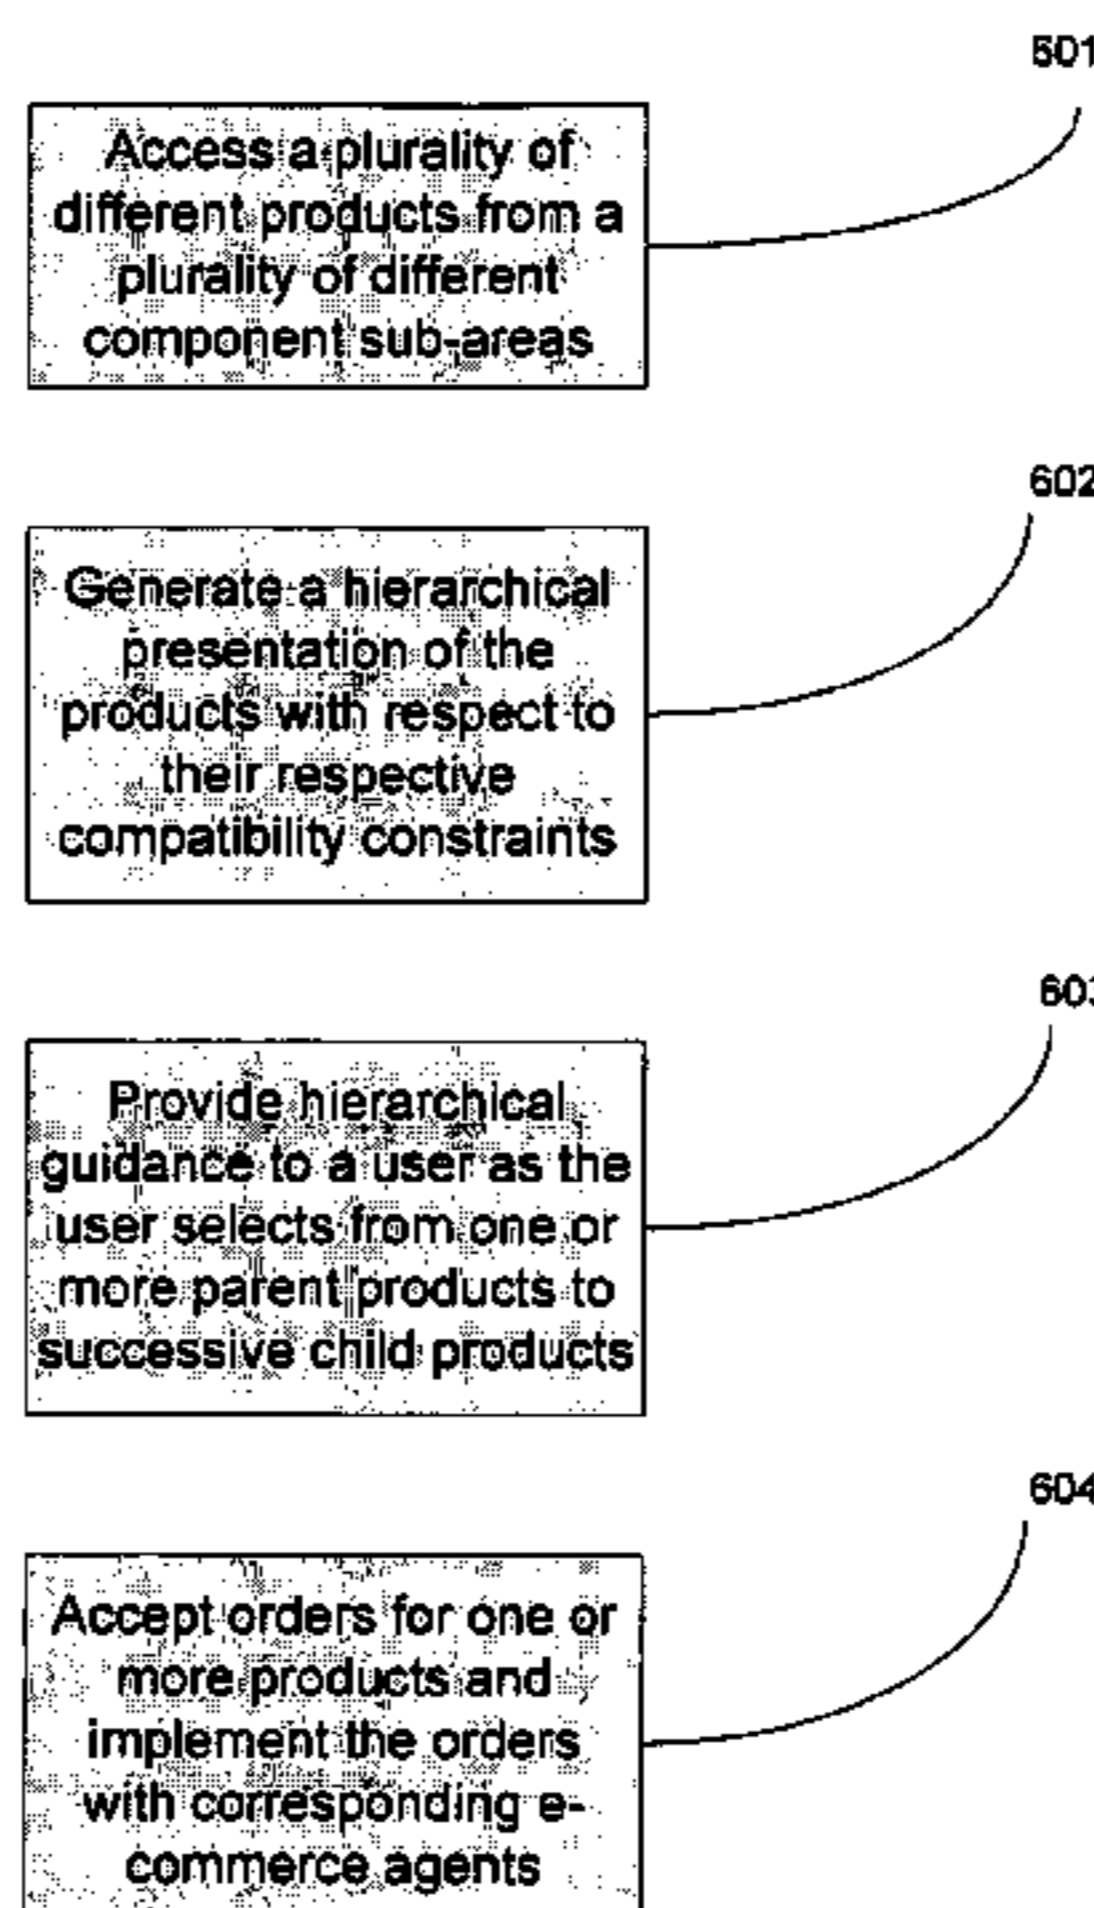 601
Access a plurality of
different products from a
plurality of different
component sub-areas
602
Generate a hierarchical
presentation of the
products with respect to
their respective
compatibility constraints
603
Provide hierarchical
guidance to a user as the
user selects from one or
more parent products to
successive child products
604
Accept orders for one or
more products and
implement the orders
with corresponding e-
commerce agents